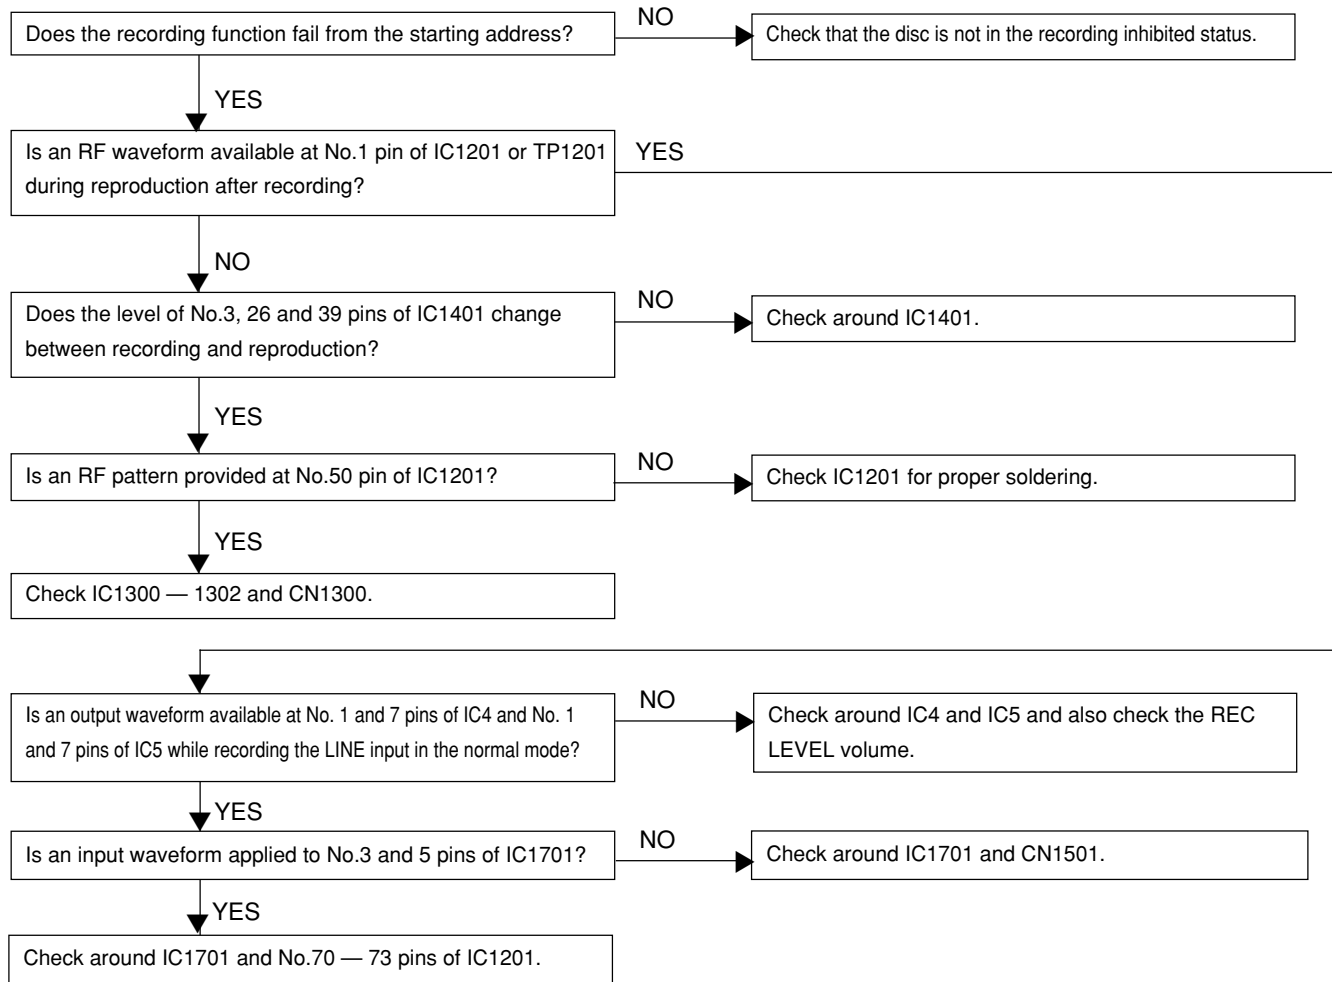 Does the recording function fail from the starting address?
NO
Check that the disc is not in the recording inhibited status.
YES
Is an RF waveform available at No.1 pin of IC1201 or TP1201
during reproduction after recording?
YES
NO
Does the level of No.3, 26 and 39 pins of IC1401 change
between recording and reproduction?
NO
Check around IC1401.
YES
Is an RF pattern provided at No.50 pin of IC1201?
NO
Check IC1201 for proper soldering.
YES
Check IC1300 — 1302 and CN1300.
Is an output waveform available at No. 1 and 7 pins of IC4 and No. 1
and 7 pins of IC5 while recording the LINE input in the normal mode?
NO
Check around IC4 and IC5 and also check the REC
LEVEL volume.
YES
Is an input waveform applied to No.3 and 5 pins of IC1701?
NO
Check around IC1701 and CN1501.
YES
Check around IC1701 and No.70 — 73 pins of IC1201.